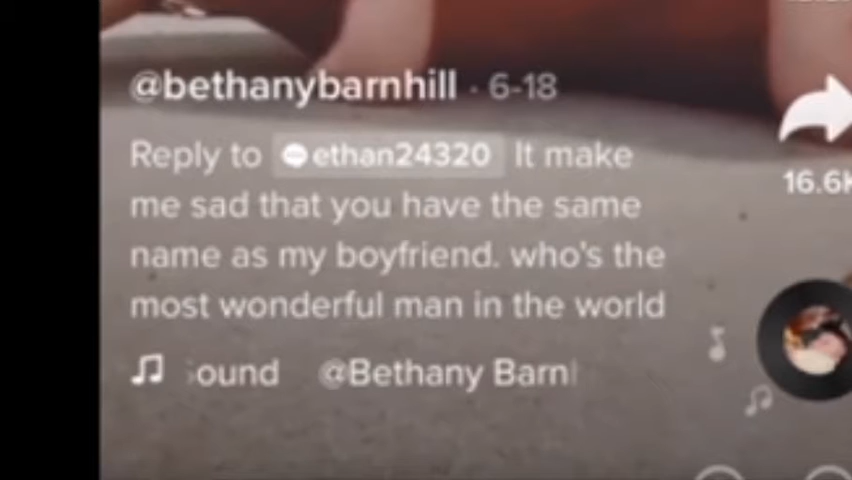 @bethanybarnhill · 6-18
Reply to ethan24320 It make
me sad that you have the same
name as my boyfriend. who's the
most wonderful man in the world
ound @Bethany Barn
16.6K